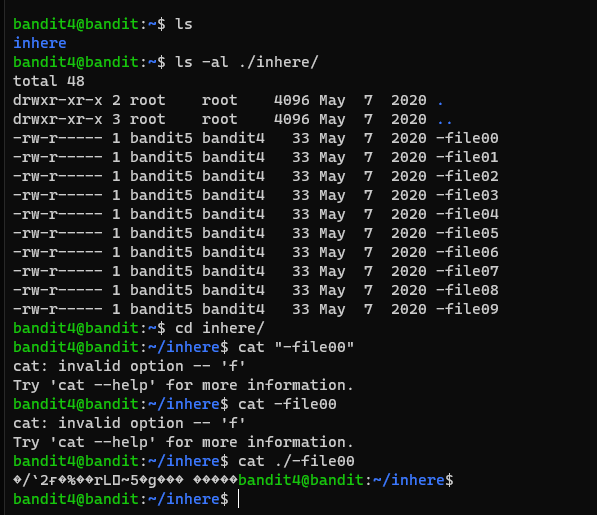 bandit4@bandit:~$ ls
inhere
bandit4@bandit:~$ ls -al ./inhere/
total 48
drwxr-xr-x 2 root    root    4096 May  7  2020 .
drwxr-xr-x 3 root    root    4096 May  7  2020 ..
-rw-r----- 1 bandit5 bandit4   33 May  7  2020 -file00
-rw-r----- 1 bandit5 bandit4   33 May  7  2020 -file01
-rw-r----- 1 bandit5 bandit4   33 May  7  2020 -file02
-rw-r----- 1 bandit5 bandit4   33 May  7  2020 -file03
-rw-r----- 1 bandit5 bandit4   33 May  7  2020 -file04
-rw-r----- 1 bandit5 bandit4   33 May  7  2020 -file05
-rw-r----- 1 bandit5 bandit4   33 May  7  2020 -file06
-rw-r----- 1 bandit5 bandit4   33 May  7  2020 -file07
-rw-r----- 1 bandit5 bandit4   33 May  7  2020 -file08
-rw-r----- 1 bandit5 bandit4   33 May  7  2020 -file09
bandit4@bandit:~$ cd inhere/
bandit4@bandit:~/inhere$ cat "-file00"
cat: invalid option -- 'f'
Try 'cat --help' for more information.
bandit4@bandit:~/inhere$ cat -file00
cat: invalid option -- 'f'
Try 'cat --help' for more information.
bandit4@bandit:~/inhere$ cat ./-file00
bandit4@bandit:~/inhere$
bandit4@bandit:~/inhere$